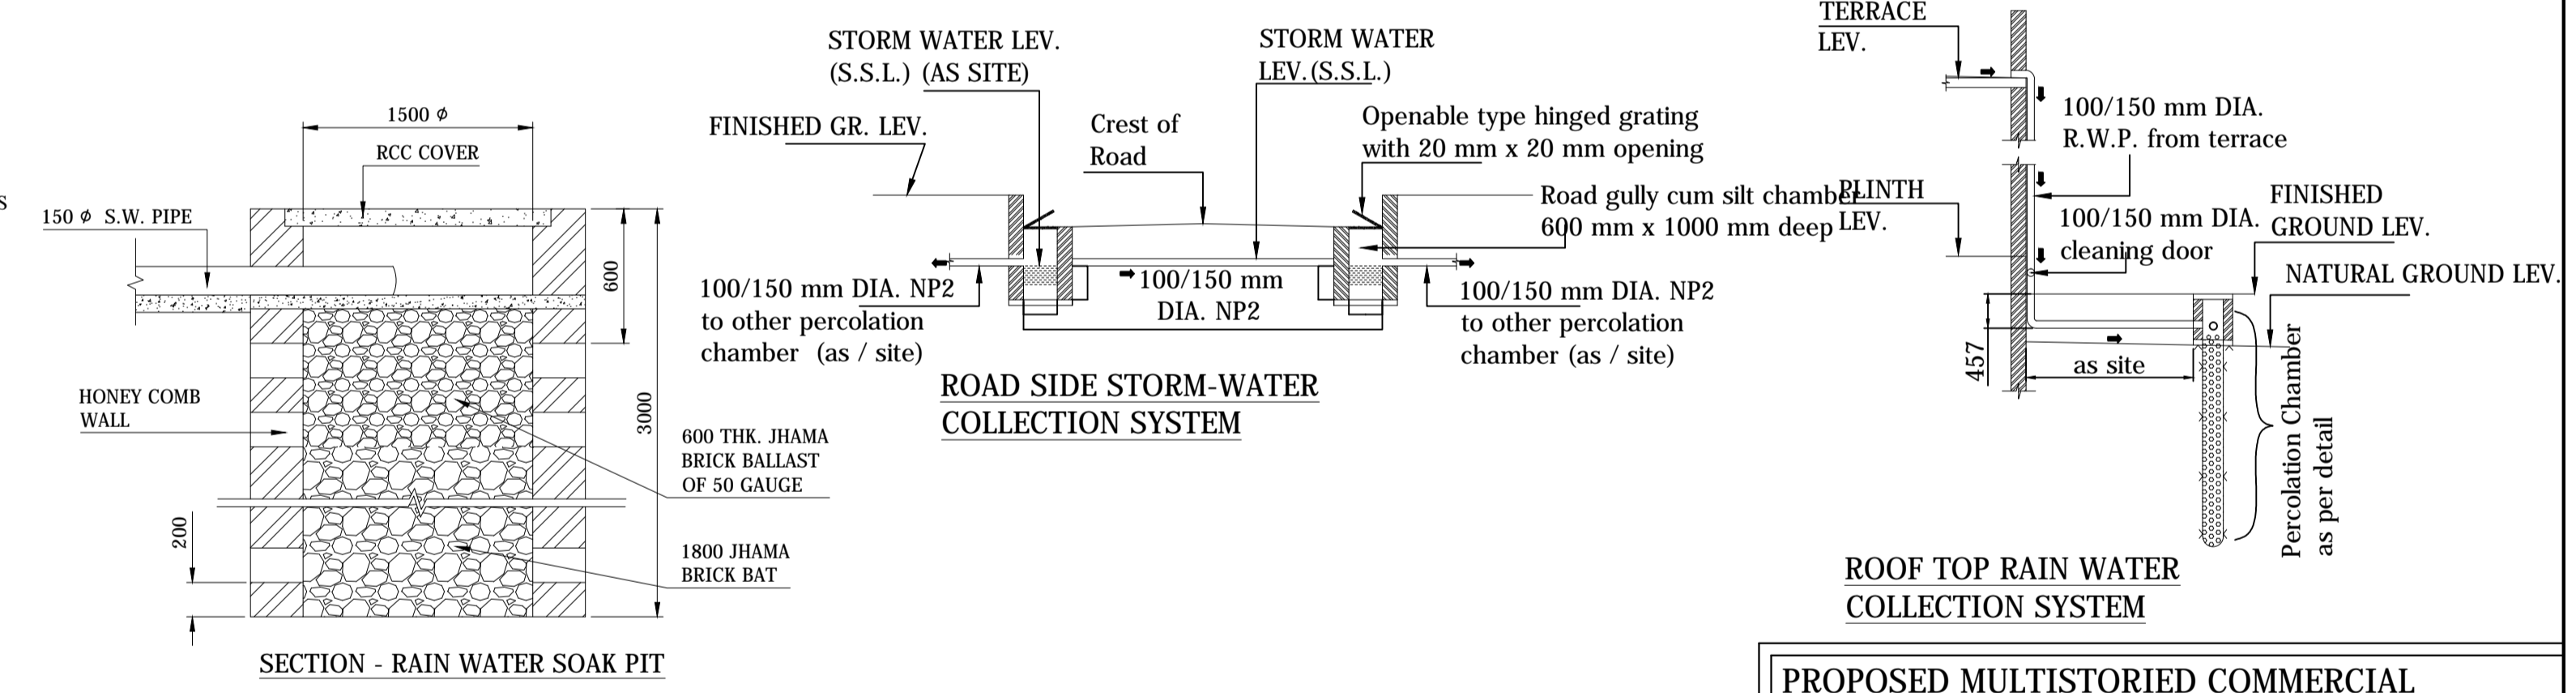 S
1500 ϕ
RCC COVER
150 ϕ S.W. PIPE
600
3000
HONEY COMB
WALL
200
600 THK. JHAMA
BRICK BALLAST
OF 50 GAUGE
1800 JHAMA
BRICK BAT
SECTION - RAIN WATER SOAK PIT
STORM WATER LEV.
(S.S.L.) (AS SITE)
STORM WATER
LEV.(S.S.L.)
FINISHED GR. LEV.
Crest of
Road
Openable type hinged grating
with 20 mm x 20 mm opening
Road gully cum silt chamber
600 mm x 1000 mm deep
100/150 mm DIA. NP2
to other percolation
chamber (as / site)
100/150 mm
DIA. NP2
100/150 mm DIA. NP2
to other percolation
chamber (as / site)
ROAD SIDE STORM-WATER
COLLECTION SYSTEM
TERRACE
LEV.
100/150 mm DIA.
R.W.P. from terrace
PLINTH
LEV.
100/150 mm DIA.
cleaning door
FINISHED
GROUND LEV.
NATURAL GROUND LEV.
457
as site
Percolation Chamber
as per detail
ROOF TOP RAIN WATER
COLLECTION SYSTEM
PROPOSED MULTISTORIED COMMERCIAL